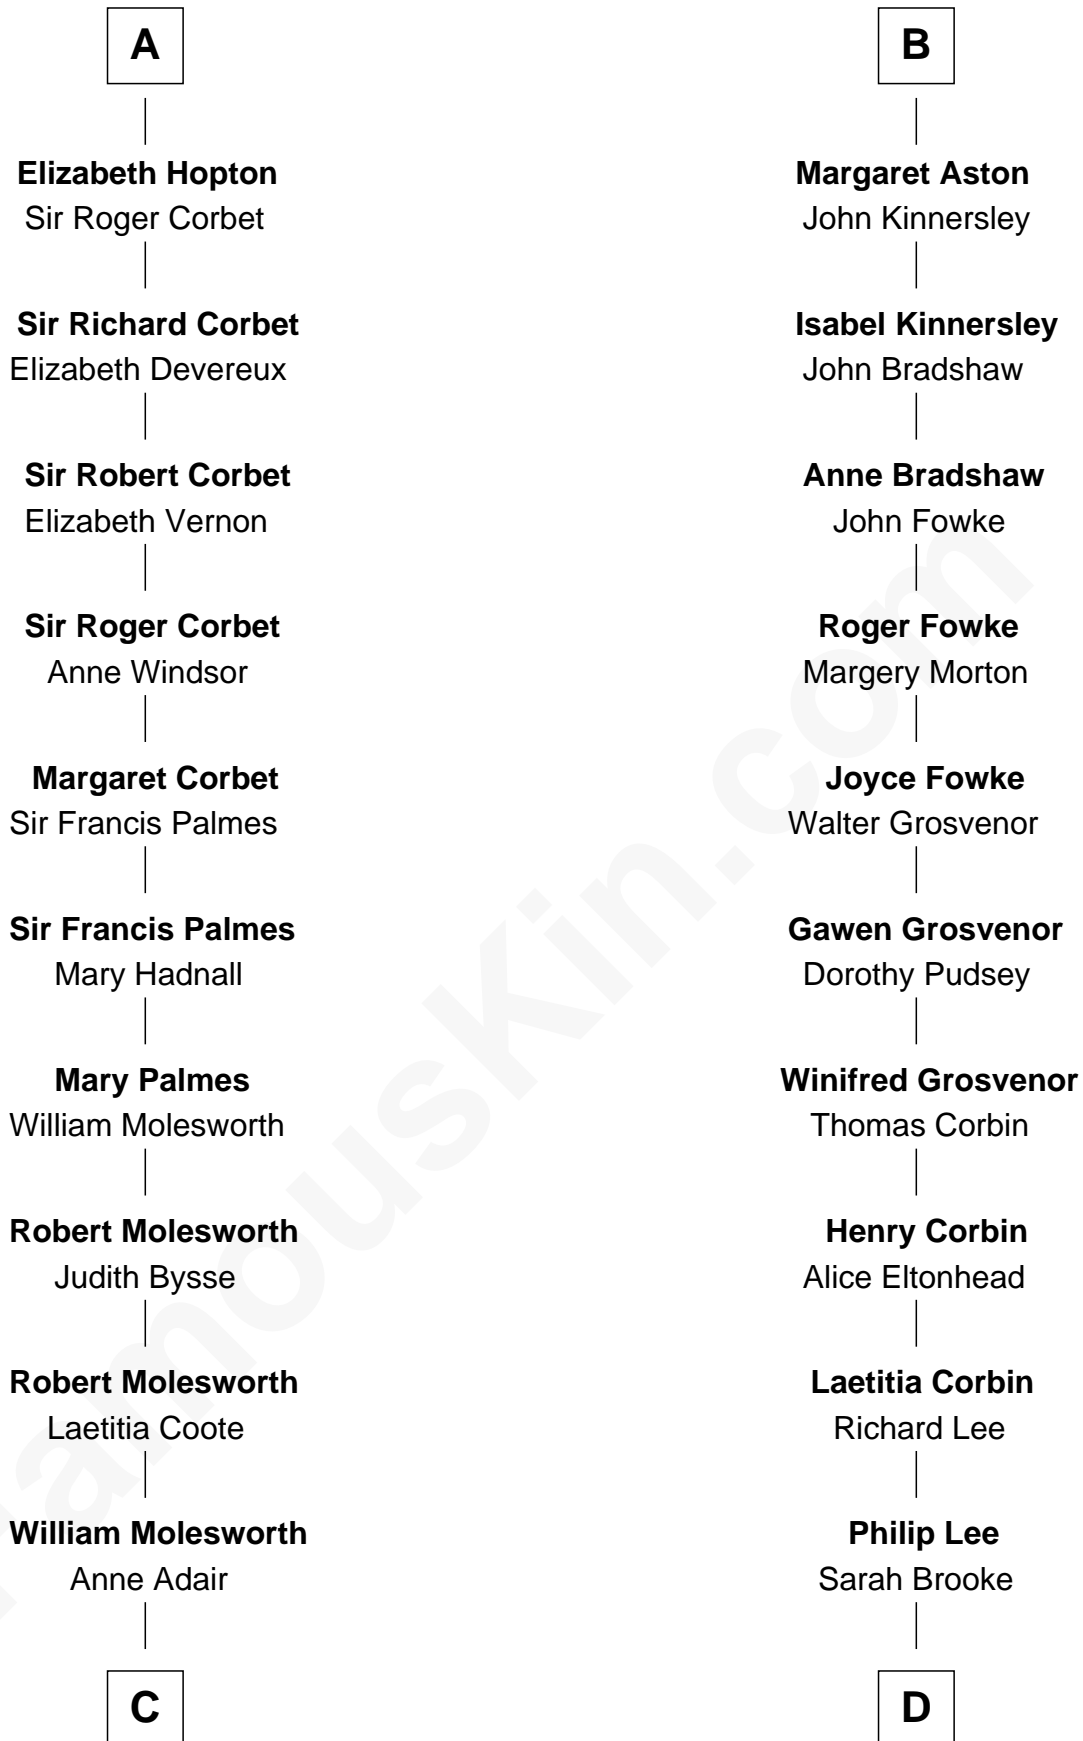 A
Elizabeth Hopton
Sir Roger Corbet
Sir Richard Corbet
Elizabeth Devereux
Sir Robert Corbet
Elizabeth Vernon
Sir Roger Corbet
Anne Windsor
Margaret Corbet
Sir Francis Palmes
Sir Francis Palmes
Mary Hadnall
Mary Palmes
William Molesworth
Robert Molesworth
Judith Bysse
Robert Molesworth
Laetitia Coote
William Molesworth
Anne Adair
C
B
Margaret Aston
John Kinnersley
Isabel Kinnersley
John Bradshaw
Anne Bradshaw
John Fowke
Roger Fowke
Margery Morton
Joyce Fowke
Walter Grosvenor
Gawen Grosvenor
Dorothy Pudsey
Winifred Grosvenor
Thomas Corbin
Henry Corbin
Alice Eltonhead
Laetitia Corbin
Richard Lee
Philip Lee
Sarah Brooke
D
FamousKin.com